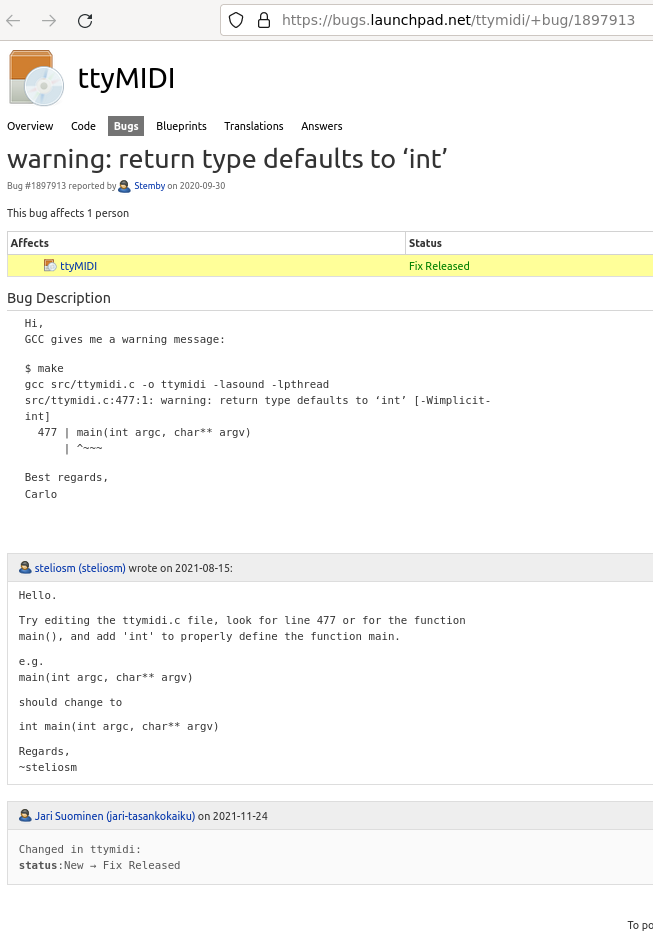 https://bugs.launchpad.net/ttymidi/+bug/1897913
ttyMIDI
Overview Code Bugs Blueprints Translations Answers
warning: return type defaults to ‘int’
Bug #1897913 reported by Stemby on 2020-09-30
This bug affects 1 person
Affects Status
ttyMIDI Fix Released
Bug Description
Hi,
GCC gives me a warning message:
$ make
gcc src/ttymidi.c -o ttymidi -lasound -lpthread
src/ttymidi.c:477:1: warning: return type defaults to ‘int’ [-Wimplicit-
int]
477 | main(int argc, char** argv)
| ^~~~
Best regards,
Carlo
steliosm (steliosm) wrote on 2021-08-15:
Hello.
Try editing the ttymidi.c file, look for line 477 or for the function
main(), and add 'int' to properly define the function main.
e.g.
main(int argc, char** argv)
should change to
int main(int argc, char** argv)
Regards,
~steliosm
Jari Suominen (jari-tasankokaiku) on 2021-11-24
Changed in ttymidi:
status:New → Fix Released
To po